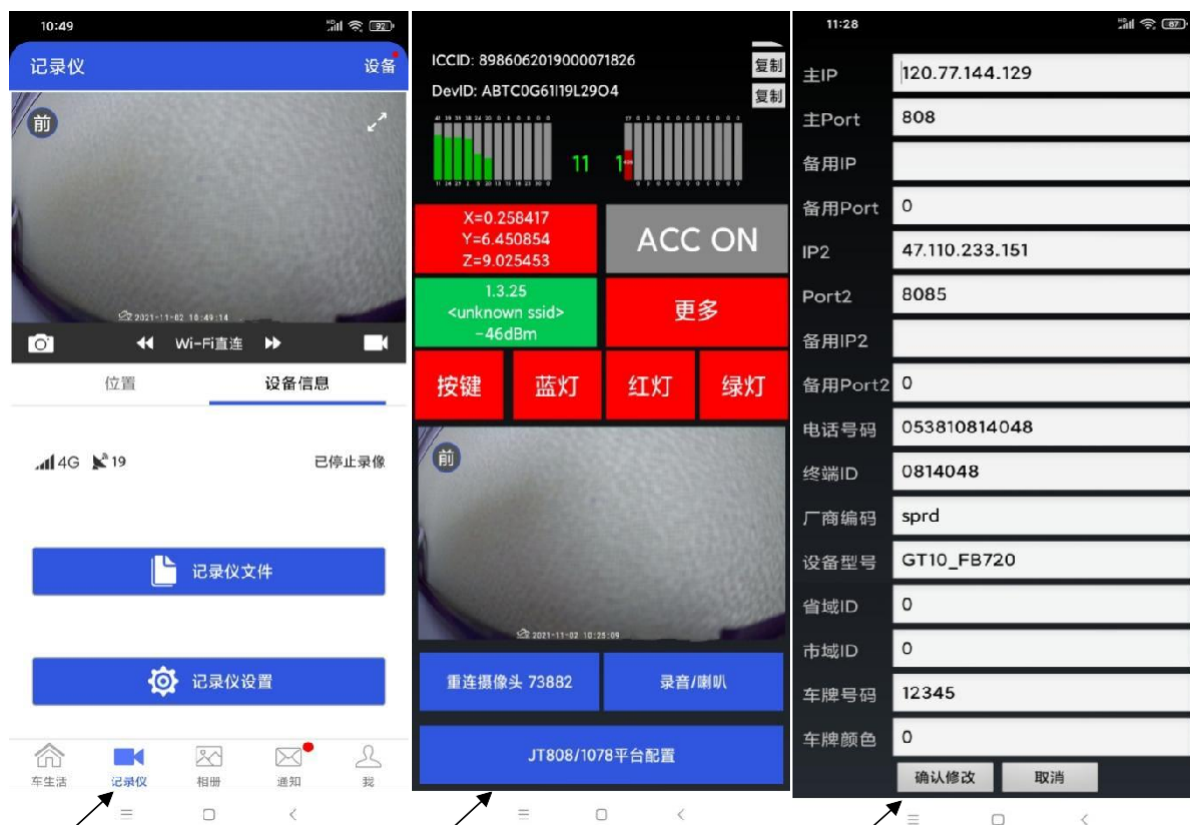 10:49
92
记录仪
设备
前
2021-11-02 10:49:14
Wi-Fi直连
位置
设备信息
4G
19
已停止录像
记录仪文件
记录仪设置
车生活
记录仪
相册
通知
我
ICCID: 8986062019000071826
复制
DevID: ABTC0G61I19L29O4
复制
11
X=0.258417
Y=6.450854
Z=9.025453
ACC ON
1.3.25
<unknown ssid>
-46dBm
更多
按键
蓝灯
红灯
绿灯
前
2021-11-02 10:25:09
重连摄像头 73882
录音/喇叭
JT808/1078平台配置
11:28
87
主IP
120.77.144.129
主Port
808
备用IP
备用Port
0
IP2
47.110.233.151
Port2
8085
备用IP2
备用Port2
0
电话号码
053810814048
终端ID
0814048
厂商编码
sprd
设备型号
GT10_FB720
省域ID
0
市域ID
0
车牌号码
12345
车牌颜色
0
确认修改
取消